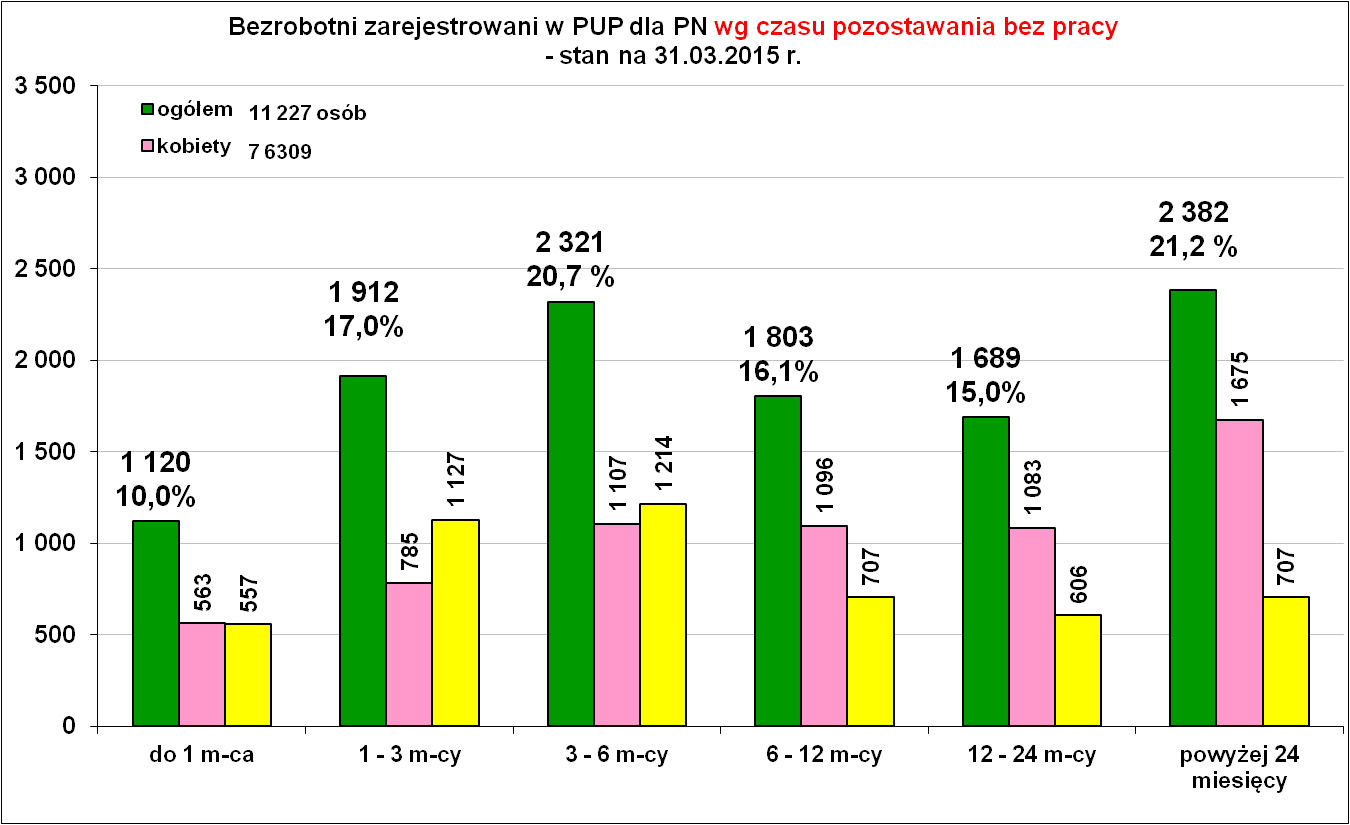 Bezrobotni zarejestrowani w PUP dla PN wg czasu pozostawania bez pracy
- stan na 31.03.2015 r.
3 500
3 000
2 500
2 000
1 500
1 000
500
0
ogółem 11 227 osób
kobiety 7 6309
1 120
10,0%
563
557
1 912
17,0%
785
1 127
2 321
20,7 %
1 107
1 214
1 803
16,1%
1 096
707
1 689
15,0%
1 083
606
2 382
21,2 %
1 675
707
do 1 m-ca
1 - 3 m-cy
3 - 6 m-cy
6 - 12 m-cy
12 - 24 m-cy
powyżej 24
miesięcy